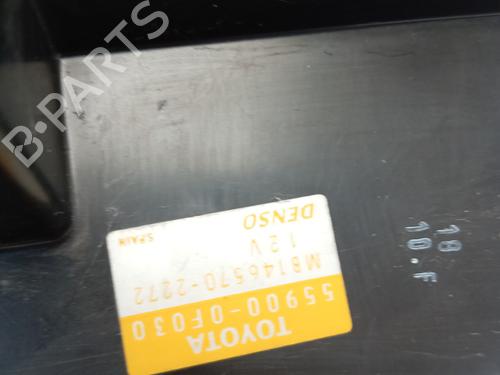 B-PARTS
TOYOTA
55900-0F030
MB146570-2272
12V
DENSO
SPAIN
18
10.F